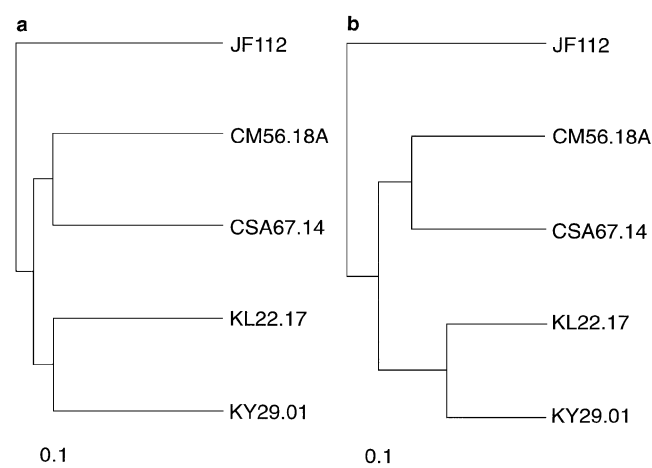 a
JF112
CM56.18A
CSA67.14
KL22.17
KY29.01
0.1
b
JF112
CM56.18A
CSA67.14
KL22.17
KY29.01
0.1